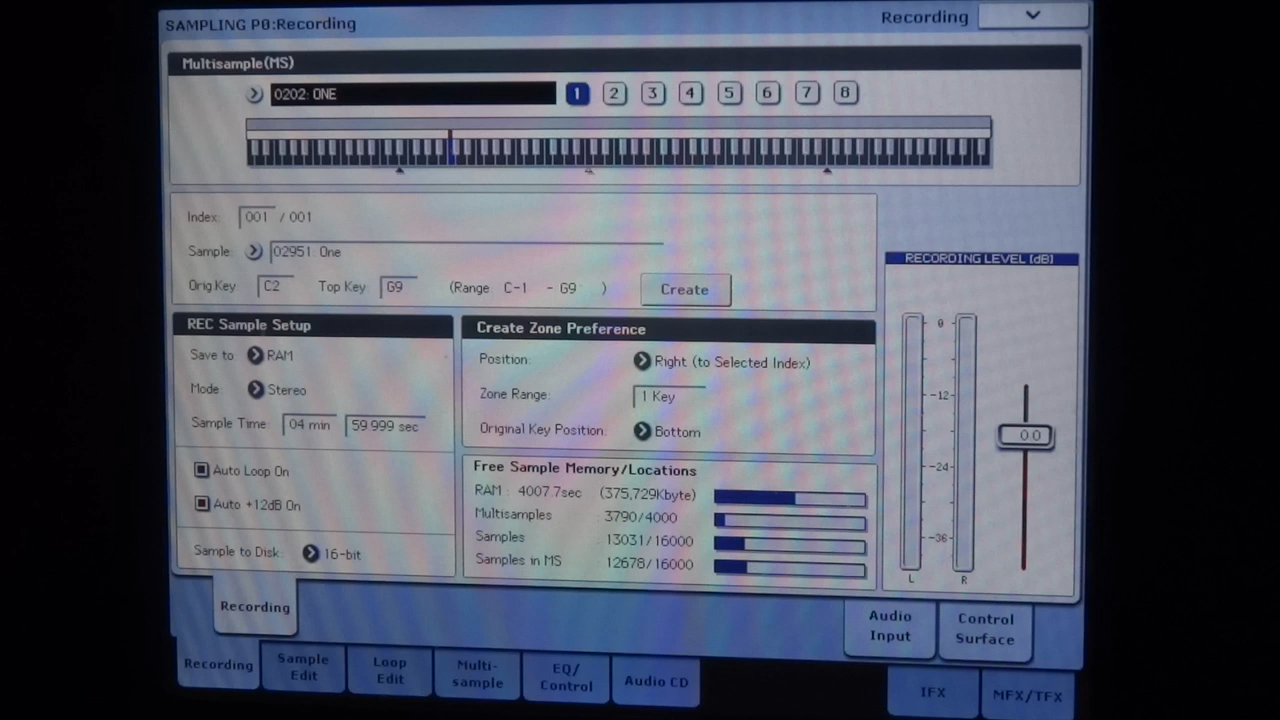 SAMPLING P0:Recording
Recording
Multisample(MS)
0202: ONE
1 2 3 4 5 6 7 8
Index: 001 / 001
Sample: 02951: One
Orig.Key: C2 Top Key: G9 (Range: C-1 - G9 ) Create
RECORDING LEVEL [dB]
REC Sample Setup
Save to: RAM
Mode: Stereo
Sample Time: 04 min 59.999 sec
Auto Loop On
Auto +12dB On
Sample to Disk: 16-bit
Create Zone Preference
Position: Right (to Selected Index)
Zone Range: 1 Key
Original Key Position: Bottom
Free Sample Memory/Locations
RAM : 4007.7sec (375,729Kbyte)
Multisamples : 3790/4000
Samples : 13031/16000
Samples in MS : 12678/16000
0
-12
-24
-36
L R
00
Recording
Audio Input
Control Surface
Recording
Sample Edit
Loop Edit
Multi-sample
EQ/ Control
Audio CD
IFX
MFX/TFX